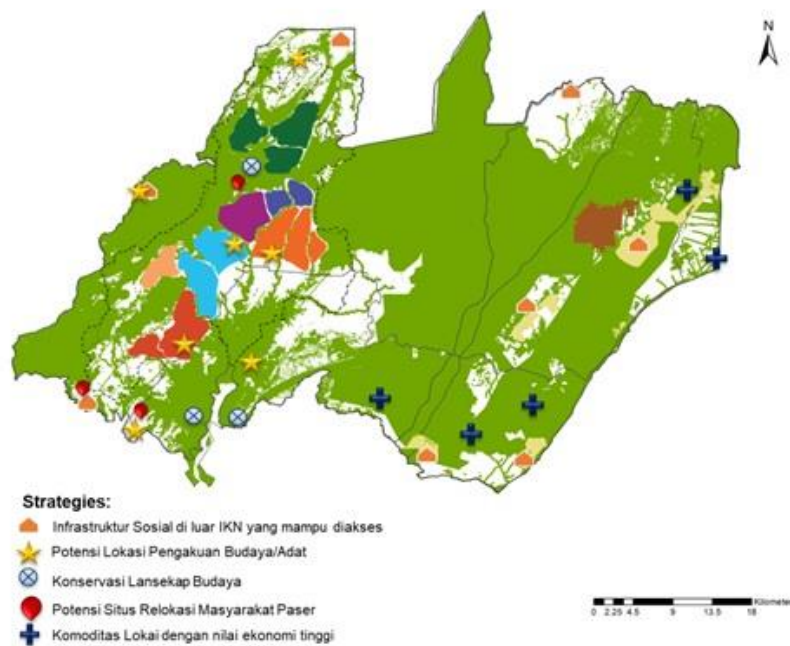 N
Strategies:
Infrastruktur Sosial di luar IKN yang mampu diakses
Potensi Lokasi Pengakuan Budaya/Adat
Konservasi Lansekap Budaya
Potensi Situs Relokasi Masyarakat Paser
Komoditas Lokai dengan nilai ekonomi tinggi
Kilometer
0 2.25 4.5 9 13.5 18